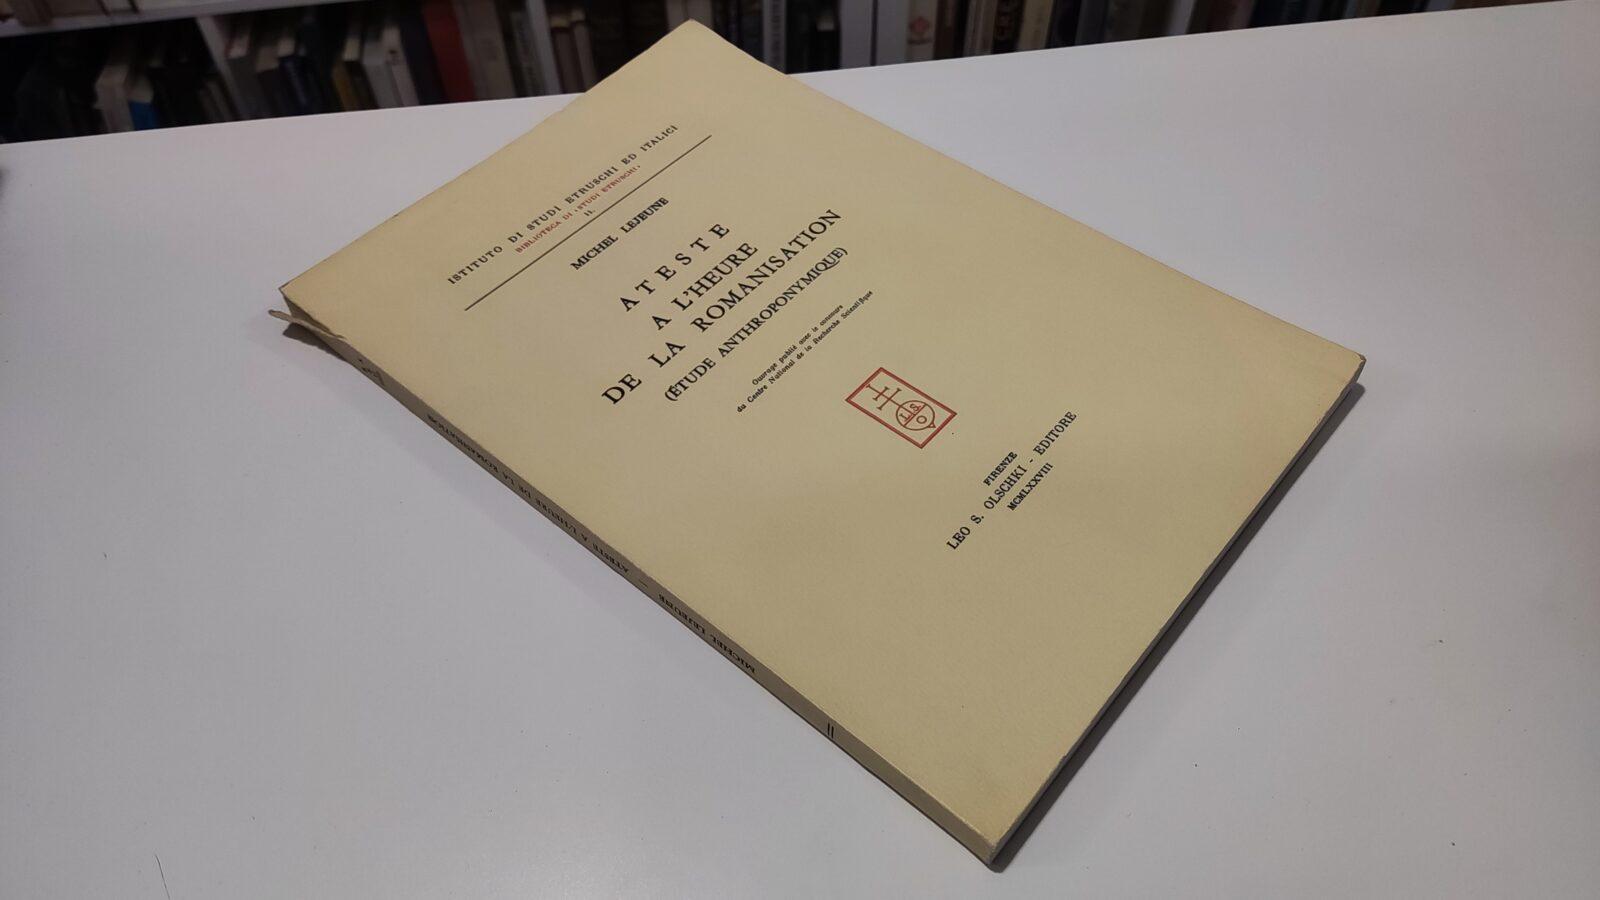 ISTITUTO DI STUDI ETRUSCHI ED ITALICI
BIBLIOTECA DI «STUDI ETRUSCHI»
11.
MICHEL LEJEUNE
ATESTE
A L'HEURE
DE LA ROMANISATION
(ÉTUDE ANTHROPONYMIQUE)
Ouvrage publié avec le concours
du Centre National de la Recherche Scientifique
L. S.
O
FIRENZE
LEO S. OLSCHKI - EDITORE
MCMLXXVIII
MICHEL LEJEUNE — ATESTE A L'HEURE DE LA ROMANISATION